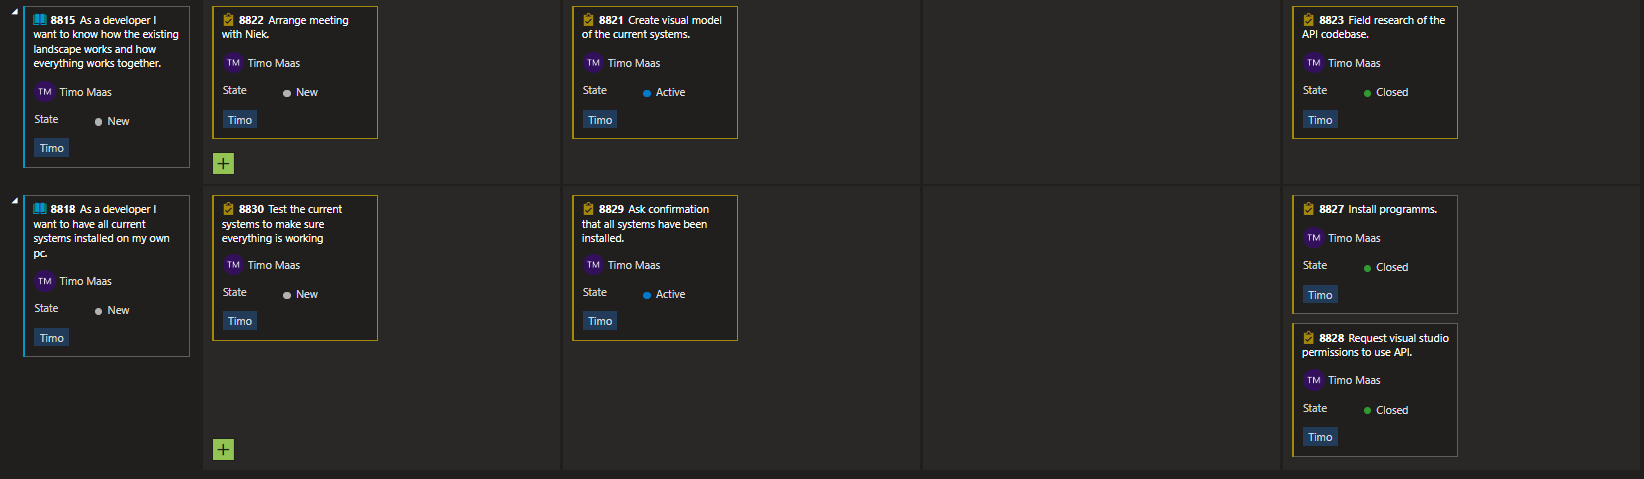 8815 As a developer I
want to know how the existing
landscape works and how
everything works together.
TM Timo Maas
State New
Timo
8822 Arrange meeting
with Niek.
TM Timo Maas
State New
Timo
8821 Create visual model
of the current systems.
TM Timo Maas
State Active
Timo
8823 Field research of the
API codebase.
TM Timo Maas
State Closed
Timo
8818 As a developer I
want to have all current
systems installed on my own
pc.
TM Timo Maas
State New
Timo
8830 Test the current
systems to make sure
everything is working
TM Timo Maas
State New
Timo
8829 Ask confirmation
that all systems have been
installed.
TM Timo Maas
State Active
Timo
8827 Install programms.
TM Timo Maas
State Closed
Timo
8828 Request visual studio
permissions to use API.
TM Timo Maas
State Closed
Timo